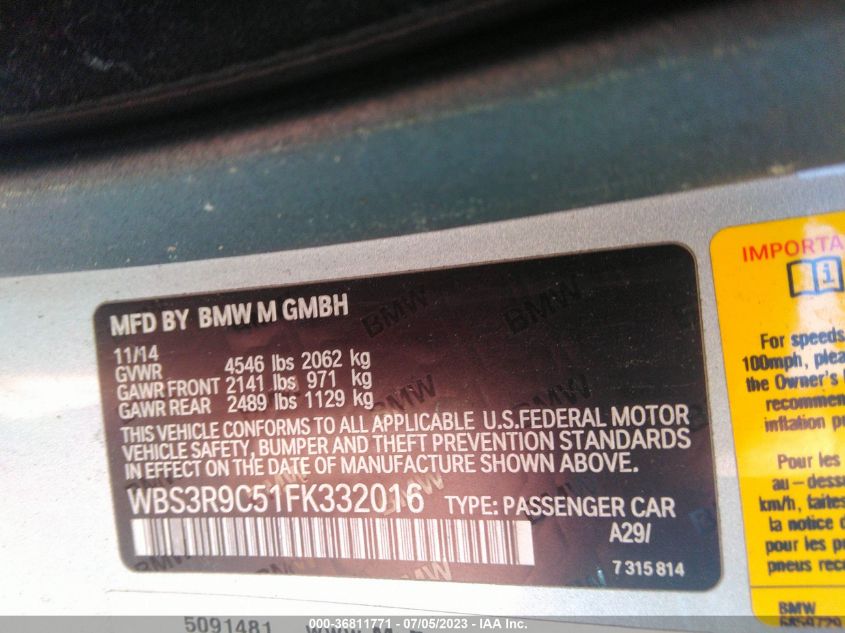 MFD BY BMW M GMBH
11/14
GVWR 4546 lbs 2062 kg
GAWR FRONT 2141 lbs 971 kg
GAWR REAR 2489 lbs 1129 kg
THIS VEHICLE CONFORMS TO ALL APPLICABLE U.S.FEDERAL MOTOR
VEHICLE SAFETY, BUMPER AND THEFT PREVENTION STANDARDS
IN EFFECT ON THE DATE OF MANUFACTURE SHOWN ABOVE.
WBS3R9C51FK332016 TYPE: PASSENGER CAR
A29/
7 315 814
BMW BMW BMW
IMPORTA
For speeds
100mph, plea
the Owner's
recommen
inflation pr
Pour les
au-dessu
km/h, faites
la notice d
pour les p
pneus reco
BMW
5091481
000-36811771 - 07/05/2023 - IAA Inc.